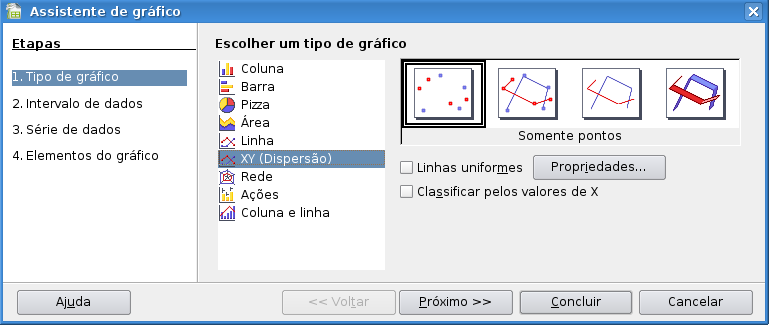 Assistente de gráfico
Etapas
1. Tipo de gráfico
2. Intervalo de dados
3. Série de dados
4. Elementos do gráfico
Escolher um tipo de gráfico
Coluna
Barra
Pizza
Área
Linha
XY (Dispersão)
Rede
Ações
Coluna e linha
Somente pontos
Linhas uniformes
Propriedades...
Classificar pelos valores de X
Ajuda
<< Voltar
Próximo >>
Concluir
Cancelar